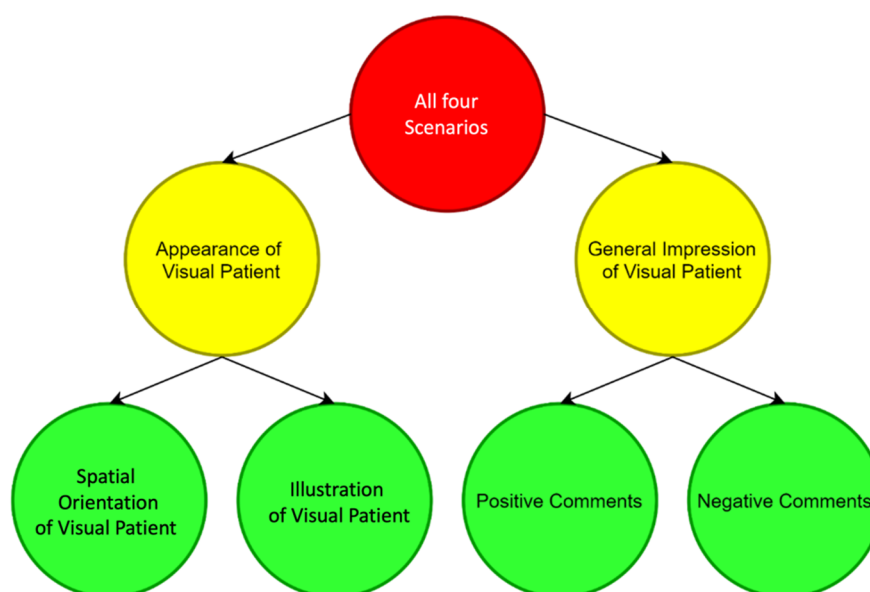 All four
Scenarios
Appearance of
Visual Patient
General Impression
of Visual Patient
Spatial
Orientation
of Visual Patient
Illustration
of Visual Patient
Positive Comments
Negative Comments